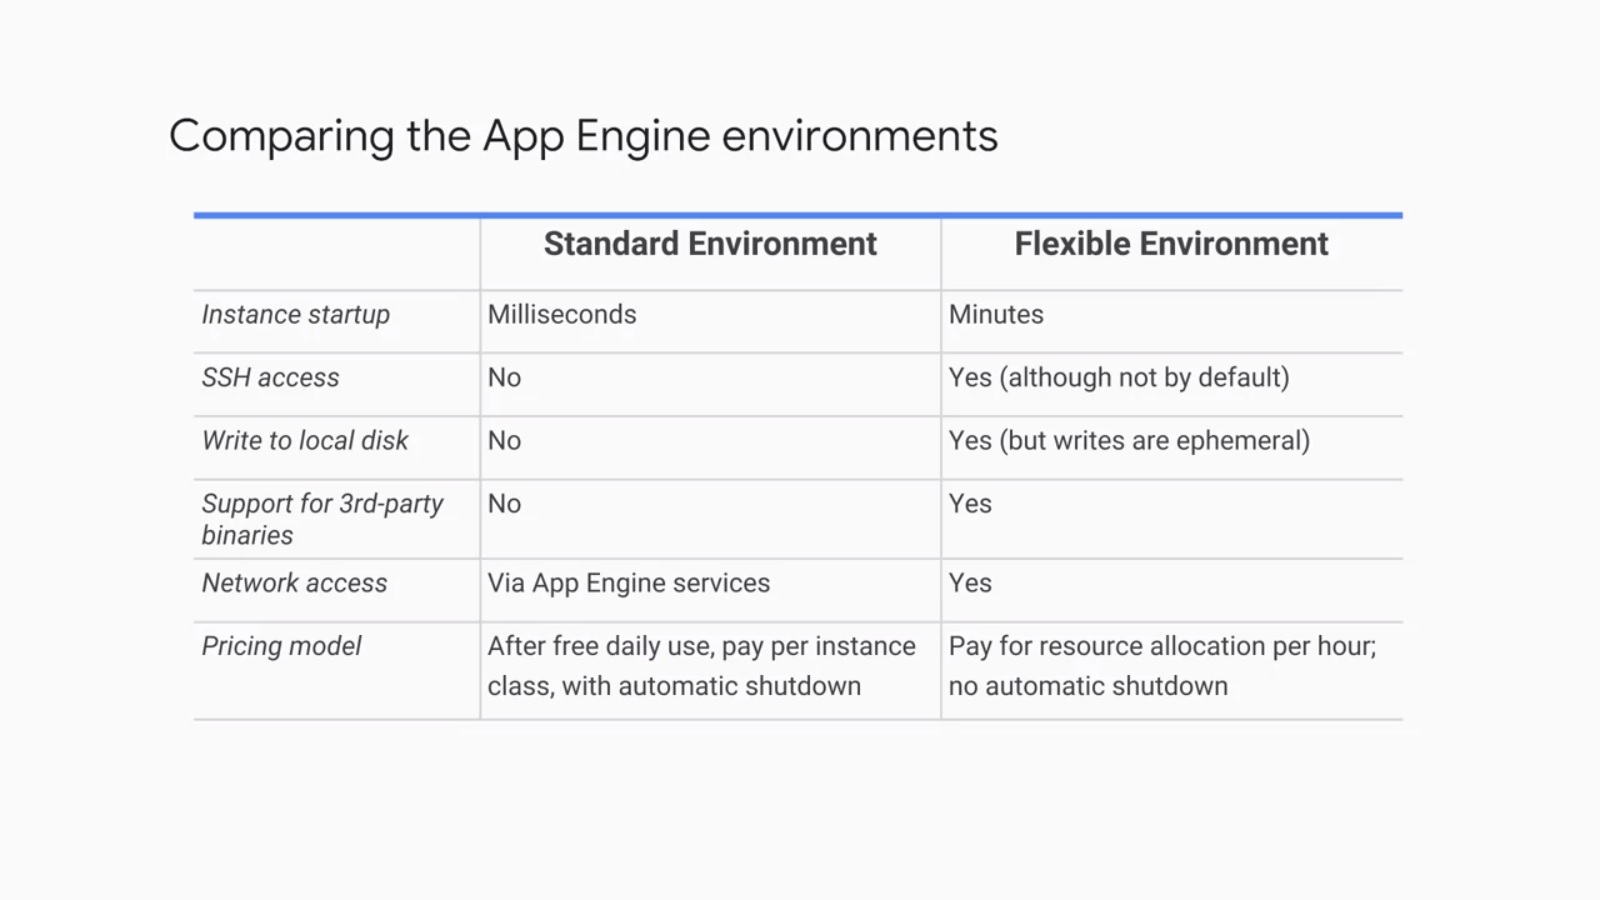 Comparing the App Engine environments
Standard Environment Flexible Environment
Instance startup Milliseconds Minutes
SSH access No Yes (although not by default)
Write to local disk No Yes (but writes are ephemeral)
Support for 3rd-party binaries No Yes
Network access Via App Engine services Yes
Pricing model After free daily use, pay per instance class, with automatic shutdown Pay for resource allocation per hour; no automatic shutdown